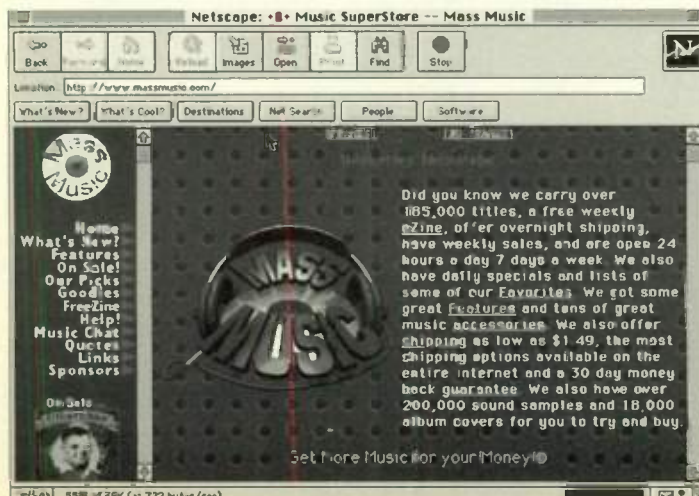 Netscape: Music SuperStore -- Mass Music
Back
Images Open Find Stop
N
Location http://www.massmusic.com/
What's New? What's Cool? Destinations Net Search People Software
Mass Music
Home
What's New?
Features
On Sale!
Our Picks
Goodies
FreeZine
Help!
Music Chat
Quotes
Links
Sponsors
On Sale
MASS MUSIC
Did you know we carry over
185,000 titles, a free weekly
eZine, offer overnight shipping,
have weekly sales, and are open 24
hours a day 7 days a week. We also
have daily specials and lists of
some of our Favorites. We got some
great Features and tons of great
music accessories. We also offer
shipping as low as $1.49, the most
shipping options available on the
entire internet and a 30 day money
back guarantee. We also have over
200,000 sound samples and 18,000
album covers for you to try and buy.
Get More Music for your Money!